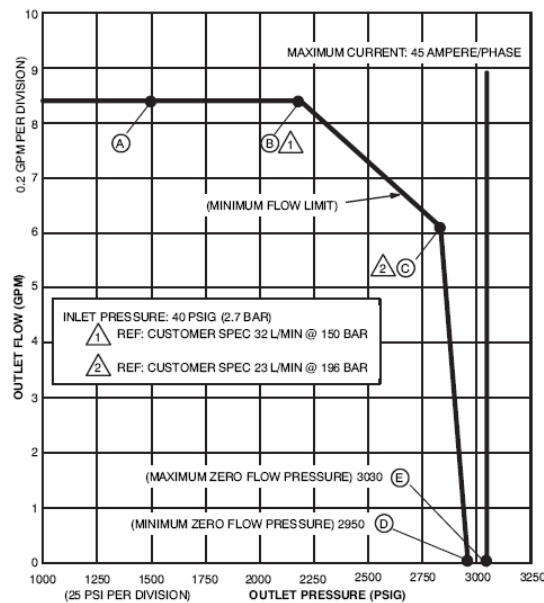 10
9
8
7
6
5
4
3
2
1
0
0.2 GPM PER DIVISION
OUTLET FLOW (GPM)
MAXIMUM CURRENT: 45 AMPERE/PHASE
A
B 1
(MINIMUM FLOW LIMIT)
2 C
INLET PRESSURE: 40 PSIG (2.7 BAR)
1 REF: CUSTOMER SPEC 32 L/MIN @ 150 BAR
2 REF: CUSTOMER SPEC 23 L/MIN @ 196 BAR
(MAXIMUM ZERO FLOW PRESSURE) 3030 E
(MINIMUM ZERO FLOW PRESSURE) 2950 D
1000 1250 1500 1750 2000 2250 2500 2750 3000 3250
(25 PSI PER DIVISION) OUTLET PRESSURE (PSIG)